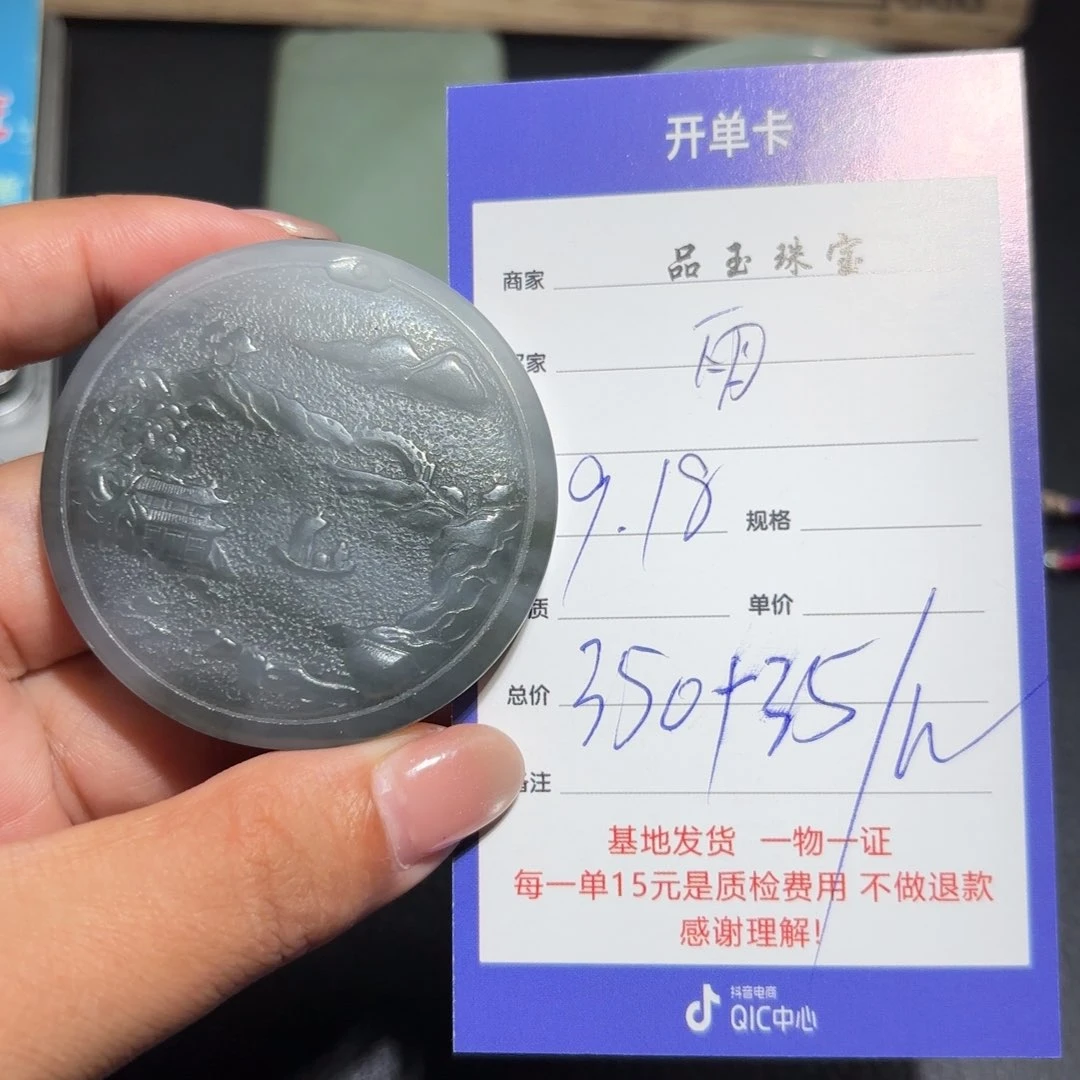 开单卡
商家 品玉珠宝
家 雨
9.18 规格
质 单价
总价 350+35/
注
基地发货 一物一证
每一单15元是质检费用 不做退款
感谢理解!
抖音电商
QIC中心